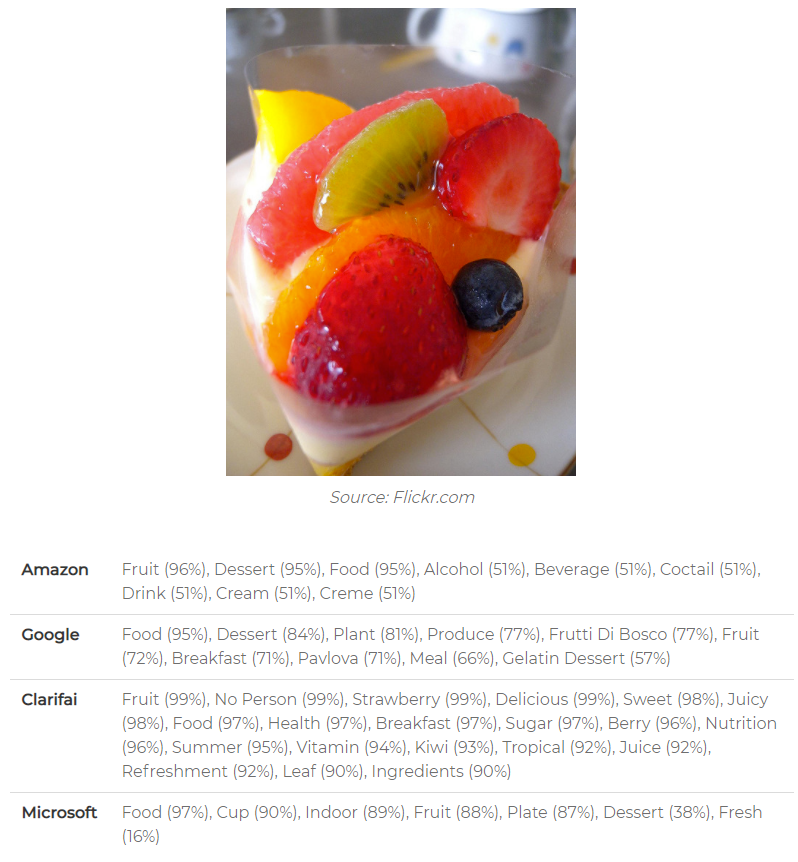 Source: Flickr.com
Amazon
Fruit (96%), Dessert (95%), Food (95%), Alcohol (51%), Beverage (51%), Coctail (51%),
Drink (51%), Cream (51%), Creme (51%)
Google
Food (95%), Dessert (84%), Plant (81%), Produce (77%), Frutti Di Bosco (77%), Fruit
(72%), Breakfast (71%), Pavlova (71%), Meal (66%), Gelatin Dessert (57%)
Clarifai
Fruit (99%), No Person (99%), Strawberry (99%), Delicious (99%), Sweet (98%), Juicy
(98%), Food (97%), Health (97%), Breakfast (97%), Sugar (97%), Berry (96%), Nutrition
(96%), Summer (95%), Vitamin (94%), Kiwi (93%), Tropical (92%), Juice (92%),
Refreshment (92%), Leaf (90%), Ingredients (90%)
Microsoft
Food (97%), Cup (90%), Indoor (89%), Fruit (88%), Plate (87%), Dessert (38%), Fresh
(16%)